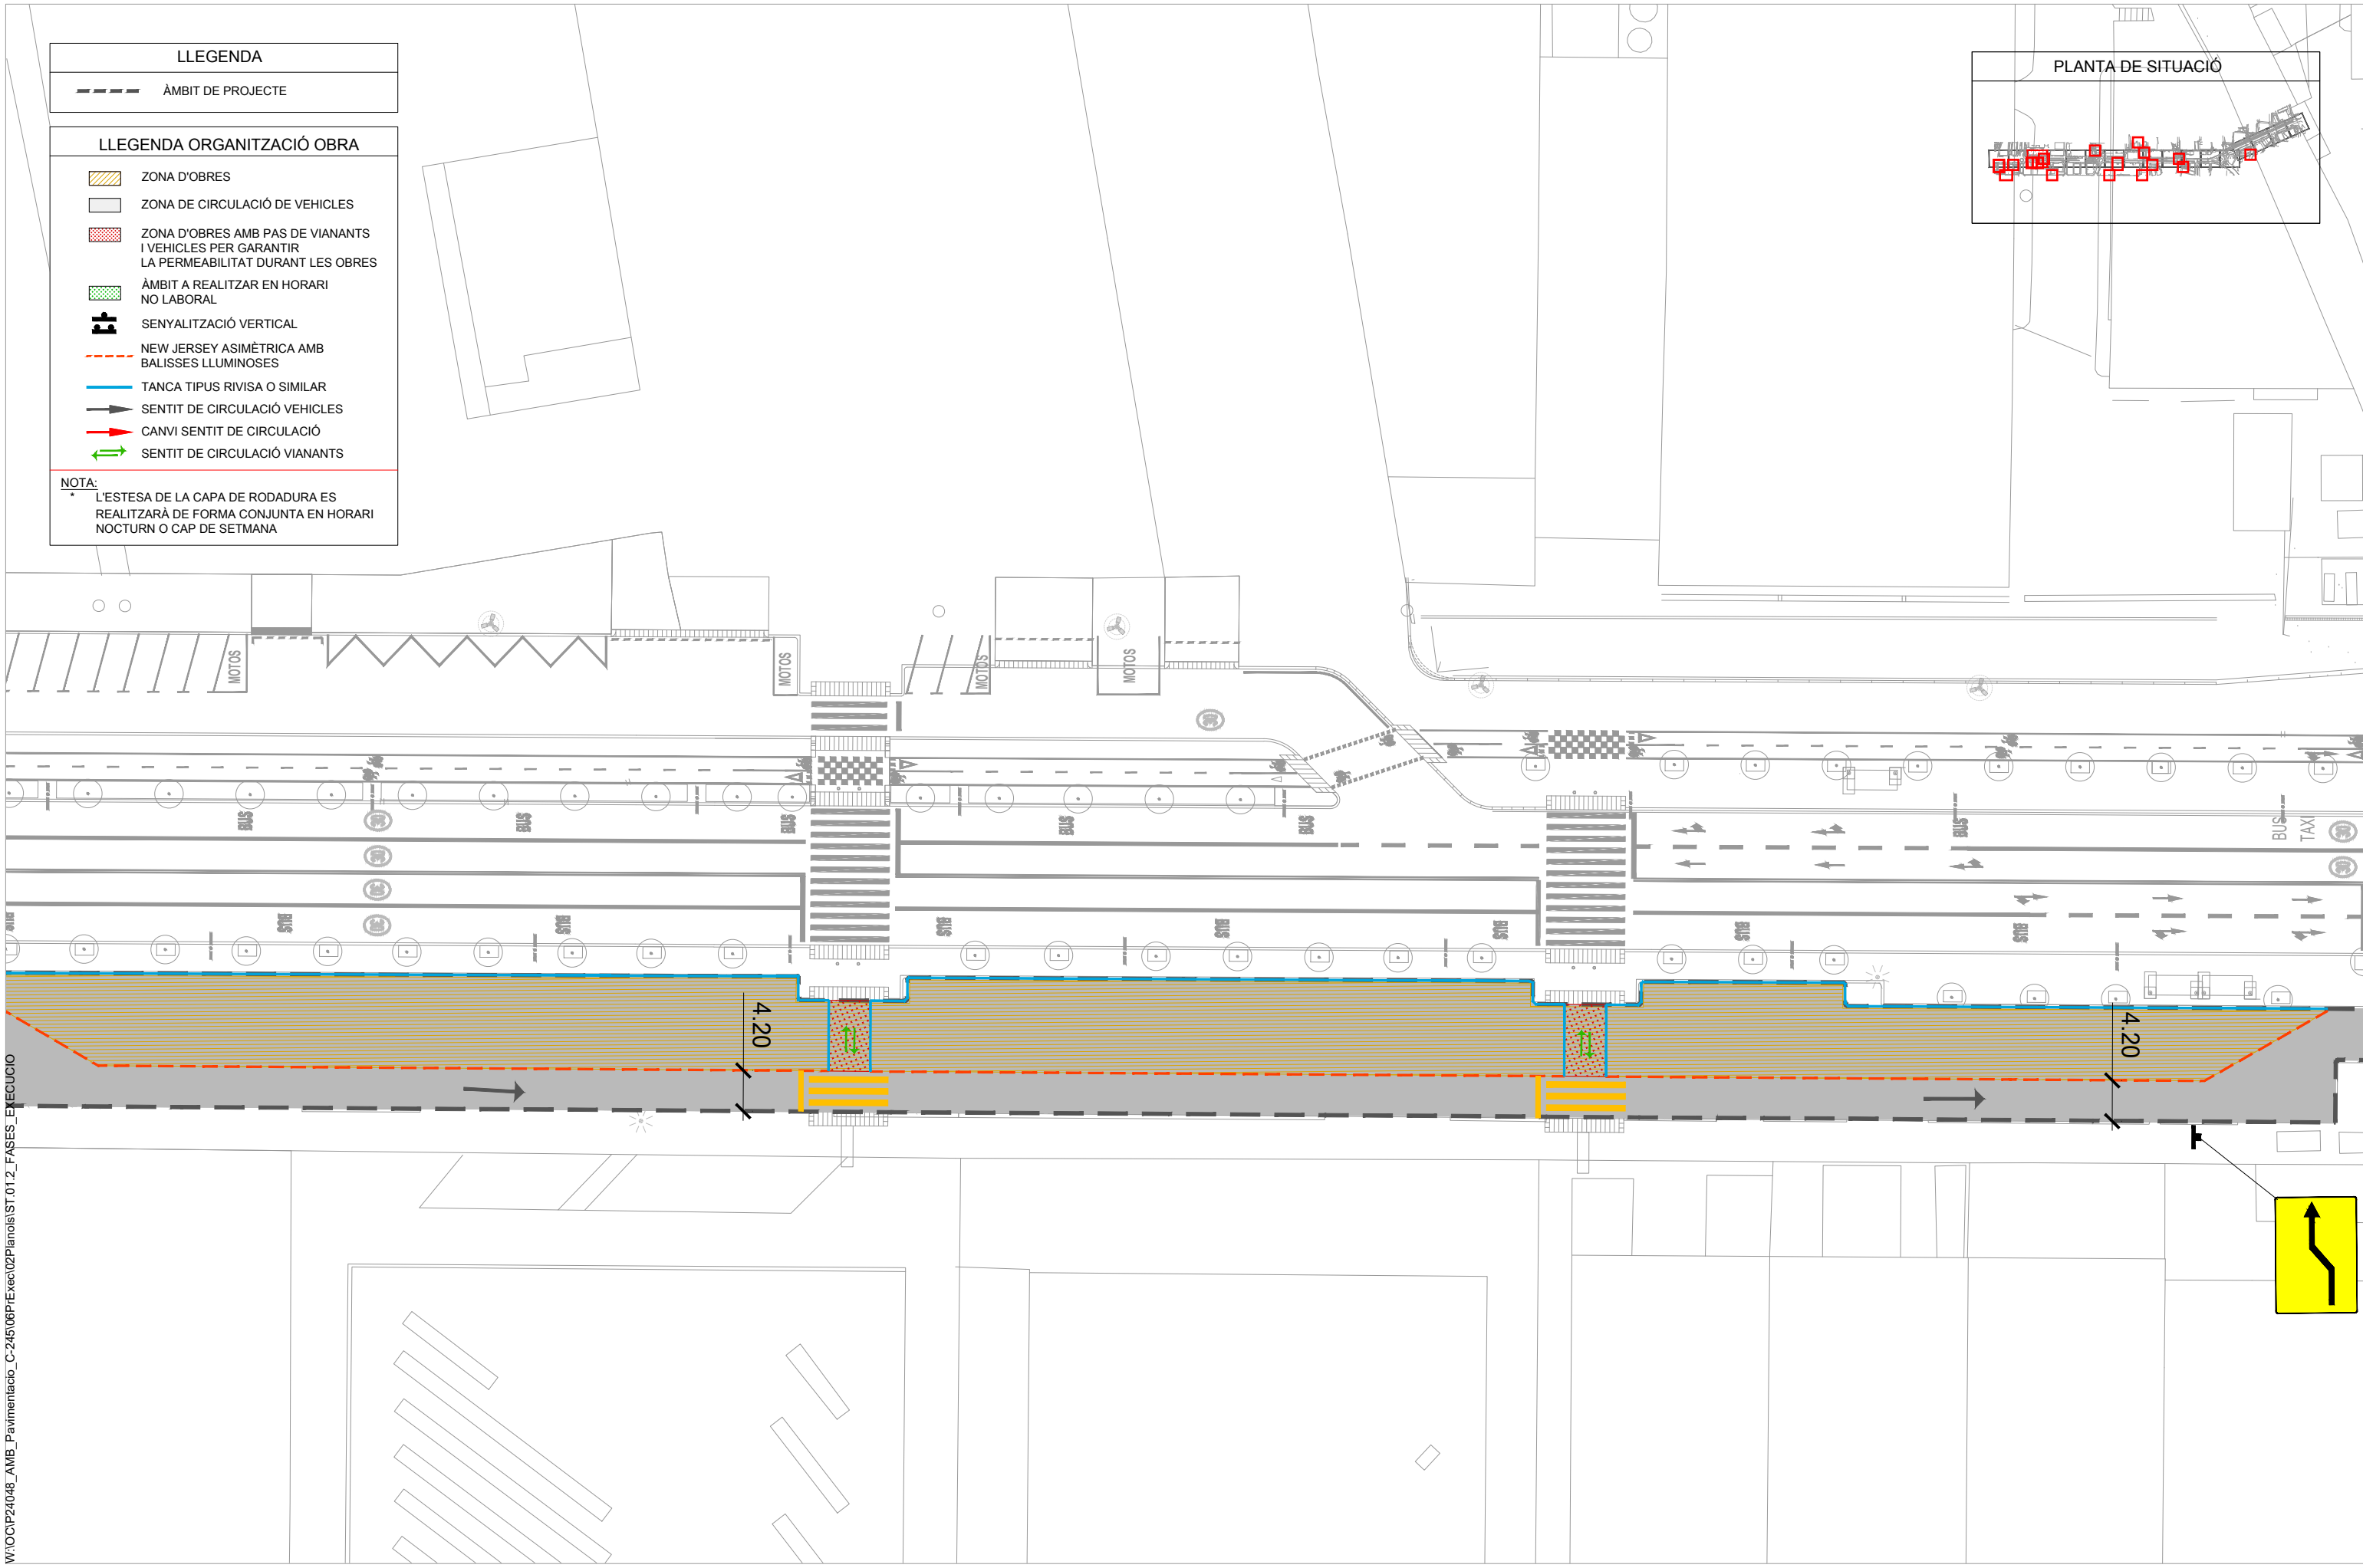 LLEGENDA
ÀMBIT DE PROJECTE
LLEGENDA ORGANITZACIÓ OBRA
ZONA D'OBRES
ZONA DE CIRCULACIÓ DE VEHICLES
ZONA D'OBRES AMB PAS DE VIANANTS
I VEHICLES PER GARANTIR
LA PERMEABILITAT DURANT LES OBRES
ÀMBIT A REALITZAR EN HORARI
NO LABORAL
SENYALITZACIÓ VERTICAL
NEW JERSEY ASIMÈTRICA AMB
BALISSES LLUMINOSES
TANCA TIPUS RIVISA O SIMILAR
SENTIT DE CIRCULACIÓ VEHICLES
CANVI SENTIT DE CIRCULACIÓ
SENTIT DE CIRCULACIÓ VIANANTS
NOTA:
* L'ESTESA DE LA CAPA DE RODADURA ES
REALITZARÀ DE FORMA CONJUNTA EN HORARI
NOCTURN O CAP DE SETMANA
PLANTA DE SITUACIÓ
MOTOS
MOTOS
MOTOS
MOTOS
BUS
BUS
BUS
BUS
BUS
BUS
BUS
TAXI
BUS
BUS
BUS
BUS
BUS
BUS
BUS
BUS
4.20
4.20
W:\OC\P24048_AMB_Pavimentacio_C-245\06PrExec\02Planols\ST.01.2_FASES_EXECUCIO